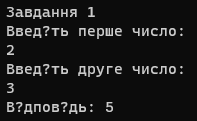 Завдання 1
Введ?ть перше число:
2
Введ?ть друге число:
3
В?дпов?дь: 5